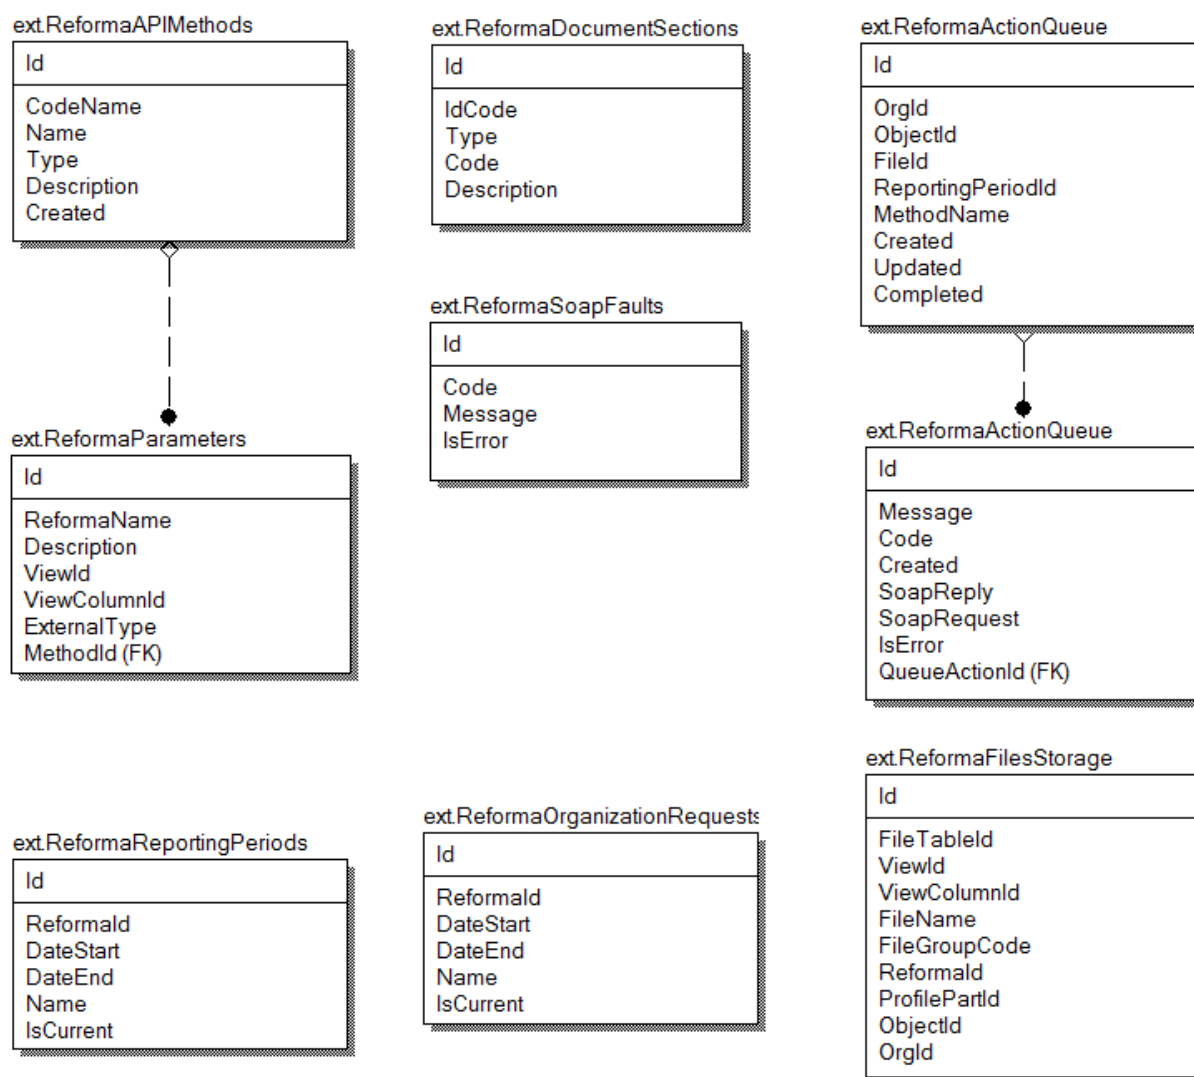 ext.ReformaAPIMethods
Id
CodeName
Name
Type
Description
Created
ext.ReformaDocumentSections
Id
IdCode
Type
Code
Description
ext.ReformaActionQueue
Id
OrgId
ObjectId
FileId
ReportingPeriodId
MethodName
Created
Updated
Completed
ext.ReformaParameters
Id
ReformaName
Description
ViewId
ViewColumnId
ExternalType
MethodId (FK)
ext.ReformaSoapFaults
Id
Code
Message
IsError
ext.ReformaActionQueue
Id
Message
Code
Created
SoapReply
SoapRequest
IsError
QueueActionId (FK)
ext.ReformaReportingPeriods
Id
ReformaId
DateStart
DateEnd
Name
IsCurrent
ext.ReformaOrganizationRequests
Id
ReformaId
DateStart
DateEnd
Name
IsCurrent
ext.ReformaFilesStorage
Id
FileTableId
ViewId
ViewColumnId
FileName
FileGroupCode
ReformaId
ProfilePartId
ObjectId
OrgId